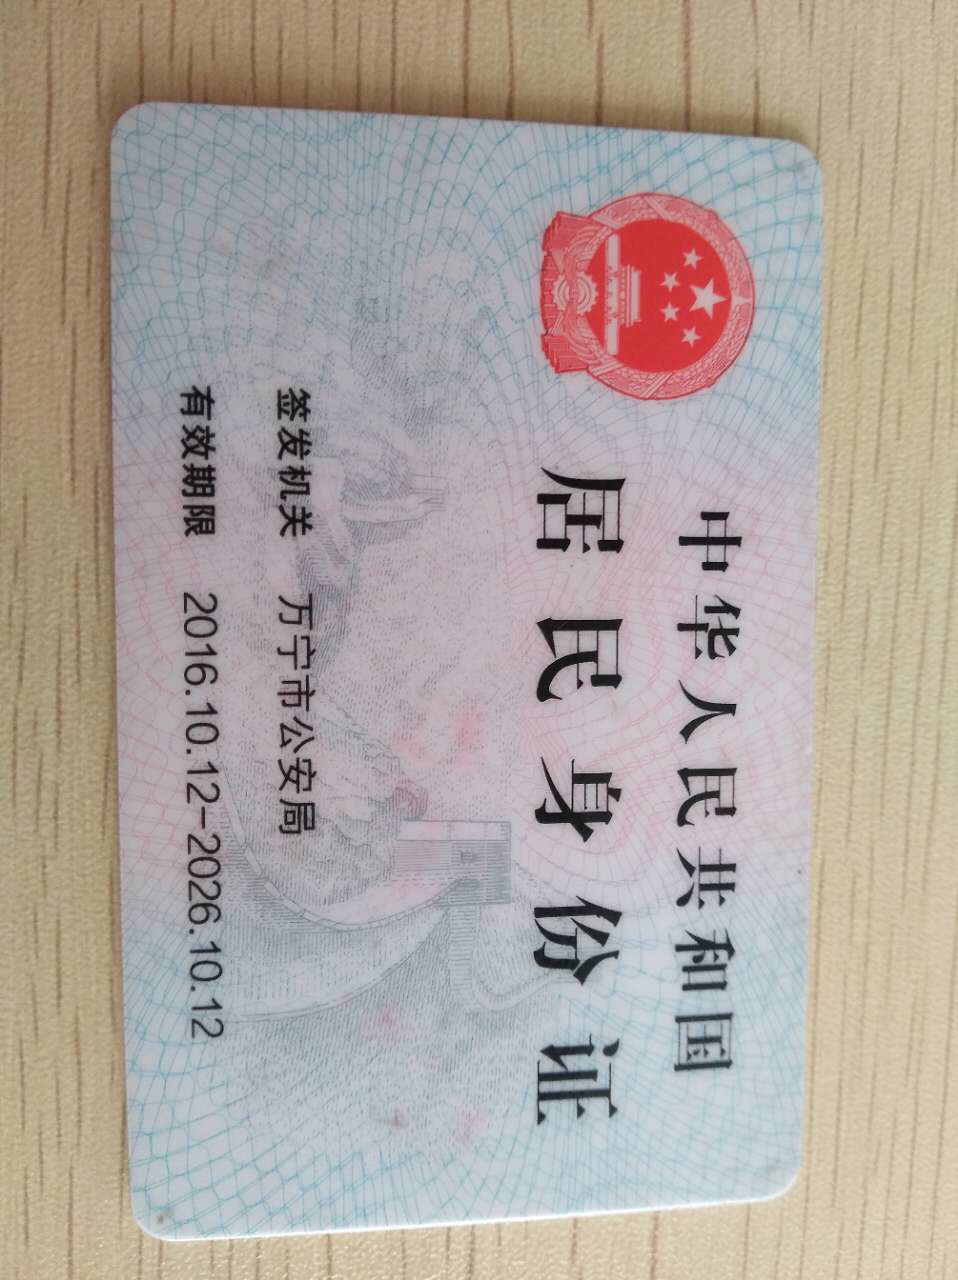 中华人民共和国
居民身份证
签发机关 万宁市公安局
有效期限 2016.10.12-2026.10.12